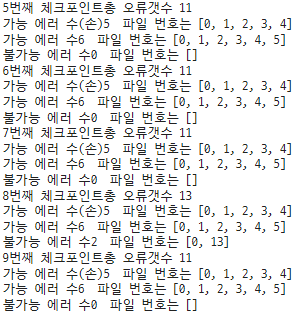 5번째 체크포인트총 오류갯수 11
가능 에러 수(손)5 파일 번호는 [0, 1, 2, 3, 4]
가능 에러 수6 파일 번호는 [0, 1, 2, 3, 4, 5]
불가능 에러 수0 파일 번호는 []
6번째 체크포인트총 오류갯수 11
가능 에러 수(손)5 파일 번호는 [0, 1, 2, 3, 4]
가능 에러 수6 파일 번호는 [0, 1, 2, 3, 4, 5]
불가능 에러 수0 파일 번호는 []
7번째 체크포인트총 오류갯수 11
가능 에러 수(손)5 파일 번호는 [0, 1, 2, 3, 4]
가능 에러 수6 파일 번호는 [0, 1, 2, 3, 4, 5]
불가능 에러 수0 파일 번호는 []
8번째 체크포인트총 오류갯수 13
가능 에러 수(손)5 파일 번호는 [0, 1, 2, 3, 4]
가능 에러 수6 파일 번호는 [0, 1, 2, 3, 4, 5]
불가능 에러 수2 파일 번호는 [0, 13]
9번째 체크포인트총 오류갯수 11
가능 에러 수(손)5 파일 번호는 [0, 1, 2, 3, 4]
가능 에러 수6 파일 번호는 [0, 1, 2, 3, 4, 5]
불가능 에러 수0 파일 번호는 []